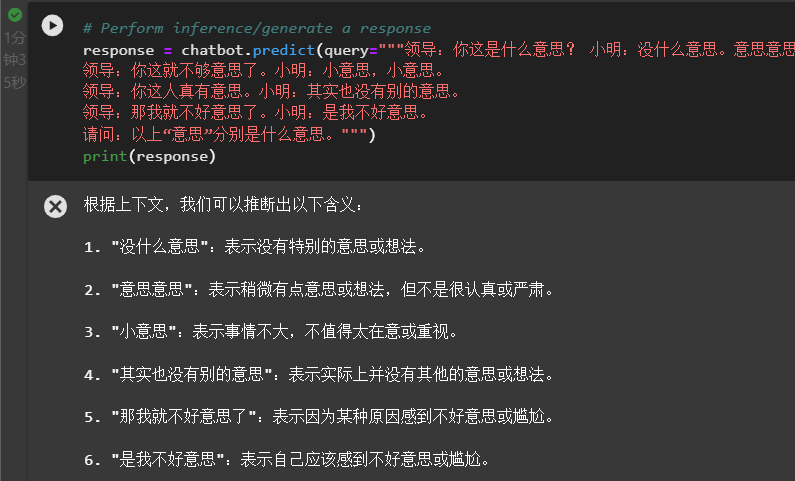 1分
钟3
5秒
# Perform inference/generate a response
response = chatbot.predict(query="""领导：你这是什么意思？ 小明：没什么意思。意思意思
领导：你这就不够意思了。小明：小意思，小意思。
领导：你这人真有意思。小明：其实也没有别的意思。
领导：那我就不好意思了。小明：是我不好意思。
请问：以上“意思”分别是什么意思。""")
print(response)
根据上下文，我们可以推断出以下含义：
1. "没什么意思"：表示没有特别的意思或想法。
2. "意思意思"：表示稍微有点意思或想法，但不是很认真或严肃。
3. "小意思"：表示事情不大，不值得太在意或重视。
4. "其实也没有别的意思"：表示实际上并没有其他的意思或想法。
5. "那我就不好意思了"：表示因为某种原因感到不好意思或尴尬。
6. "是我不好意思"：表示自己应该感到不好意思或尴尬。